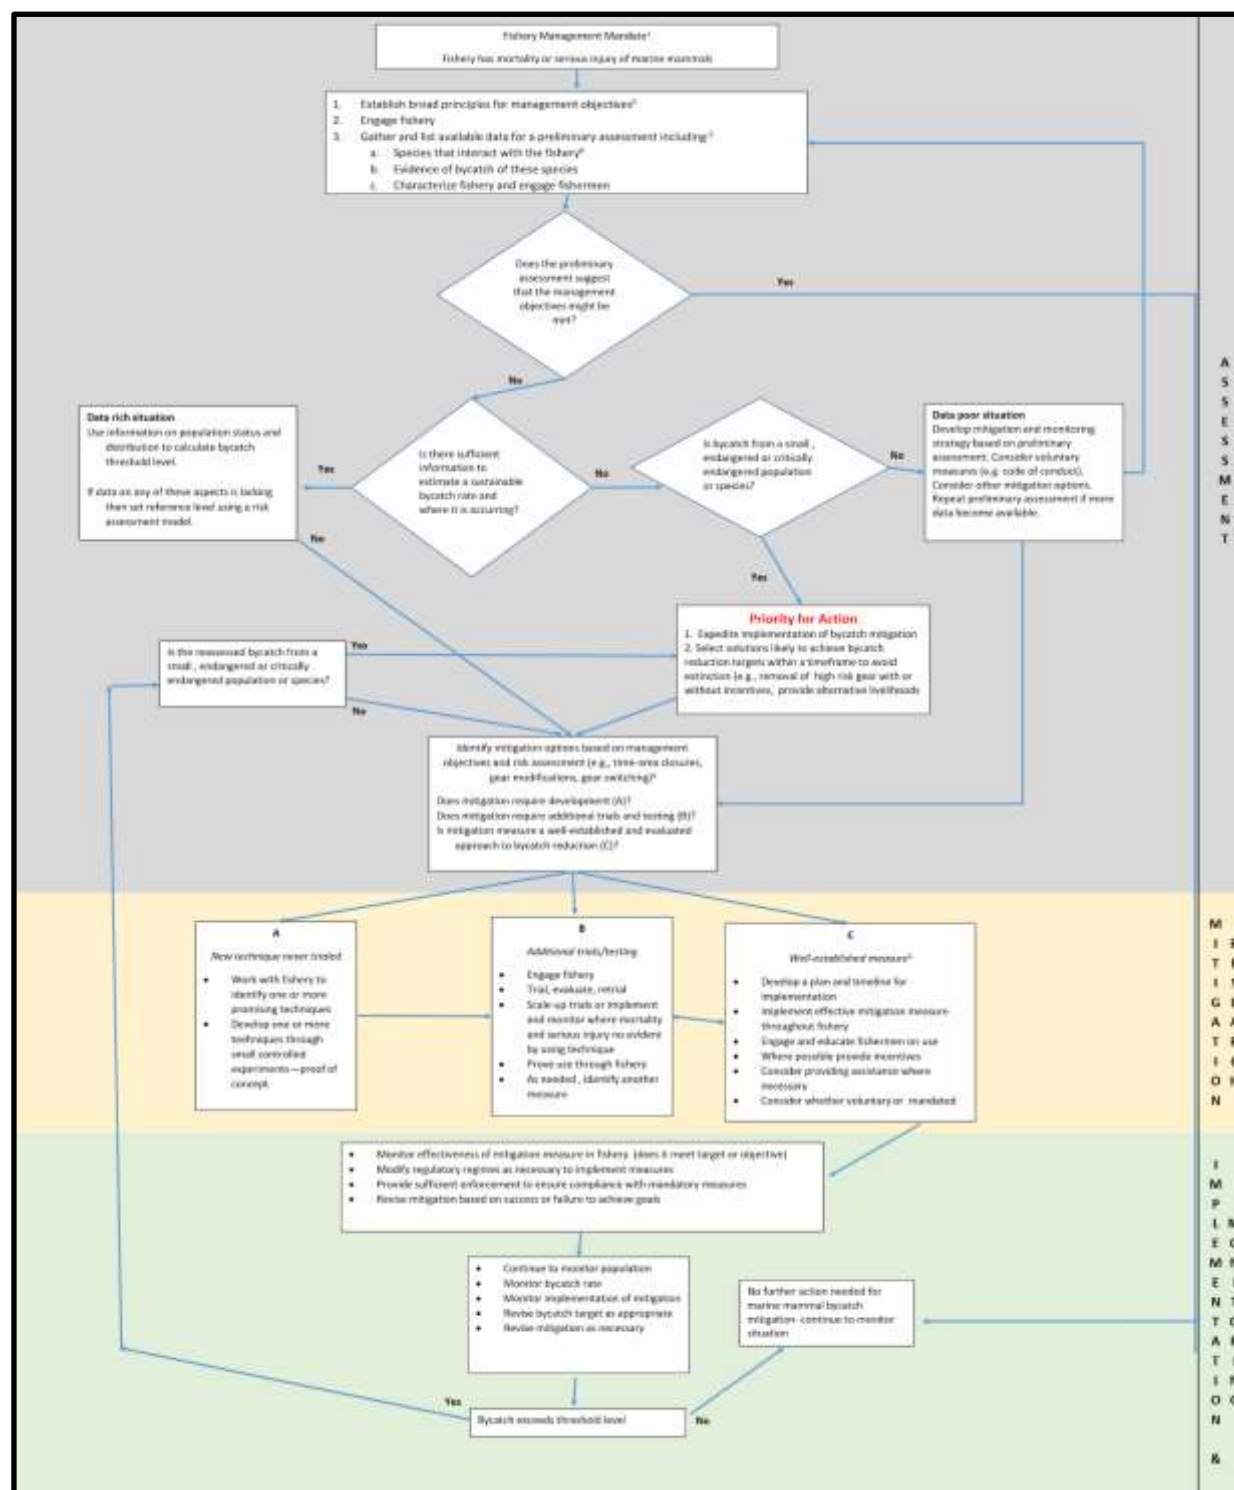 Fishery Management Mandate¹
Fishery has mortality or serious injury of marine mammals
1. Establish broad principles for management objectives²
2. Engage fishery
3. Gather and list available data for a preliminary assessment including:³
a. Species that interact with the fishery⁴
b. Evidence of bycatch of these species
c. Characterize fishery and engage fishermen
Does the preliminary
assessment suggest
that the management
objectives might be
met?
Yes
No
Data rich situation
Use information on population status and
distribution to calculate bycatch
threshold level.
If data on any of these aspects is lacking
then set reference level using a risk
assessment model.
Yes
Is there sufficient
information to
estimate a sustainable
bycatch rate and
where it is occurring?
No
Is bycatch from a small ,
endangered or critically
endangered population
or species?
No
Data poor situation
Develop mitigation and monitoring
strategy based on preliminary
assessment. Consider voluntary
measures (e.g. code of conduct).
Consider other mitigation options.
Repeat preliminary assessment if more
data become available.
No
Yes
Priority for Action
1. Expedite implementation of bycatch mitigation
2. Select solutions likely to achieve bycatch
reduction targets within a timeframe to avoid
extinction (e.g., removal of high risk gear with or
without incentives, provide alternative livelihoods
Is the reassessed bycatch from a
small , endangered or critically
endangered population or species?
Yes
No
Identify mitigation options based on management
objectives and risk assessment (e.g., time-area closures,
gear modifications, gear switching)
Does mitigation require development (A)?
Does mitigation require additional trials and testing (B)?
Is mitigation measure a well-established and evaluated
approach to bycatch reduction (C)?
ASSESSMENT
A
New technique never trialed
• Work with fishery to
identify one or more
promising techniques
• Develop one or more
techniques through
small controlled
experiments—proof of
concept.
B
Additional trials/testing
• Engage fishery
• Trial, evaluate, retrial
• Scale-up trials or implement
and monitor where mortality
and serious injury no evident
by using technique
• Prove use through fishery
• As needed , identify another
measure
C
Well-established measure
• Develop a plan and timeline for
implementation
• Implement effective mitigation measure
throughout fishery
• Engage and educate fishermen on use
• Where possible provide incentives
• Consider providing assistance where
necessary
• Consider whether voluntary or mandated
MITIGATION
• Monitor effectiveness of mitigation measure in fishery (does it meet target or objective)
• Modify regulatory regimes as necessary to implement measures
• Provide sufficient enforcement to ensure compliance with mandatory measures
• Revise mitigation based on success or failure to achieve goals
• Continue to monitor population
• Monitor bycatch rate
• Monitor implementation of mitigation
• Revise bycatch target as appropriate
• Revise mitigation as necessary
No further action needed for
marine mammal bycatch
mitigation- continue to monitor
situation
Yes
Bycatch exceeds threshold level
No
IMPLEMENTATION &